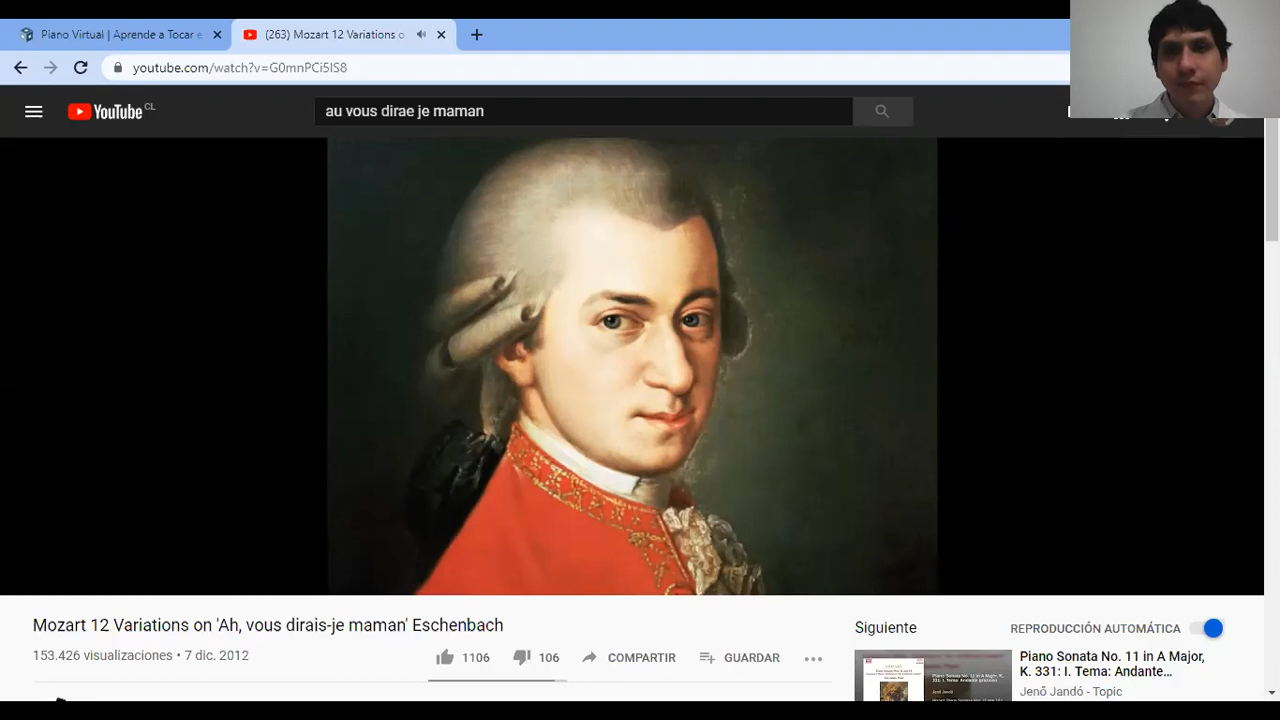 Piano Virtual | Aprende a Tocar
(263) Mozart 12 Variations
youtube.com/watch?v=G0mnPCi5lS8
YouTube CL
au vous dirae je maman
Mozart 12 Variations on 'Ah, vous dirais-je maman' Eschenbach
153.426 visualizaciones • 7 dic. 2012
1106
106
COMPARTIR
GUARDAR
Siguiente
REPRODUCCIÓN AUTOMÁTICA
Piano Sonata No. 11 in A Major,
K. 331: I. Tema: Andante...
Jenő Jandó - Topic